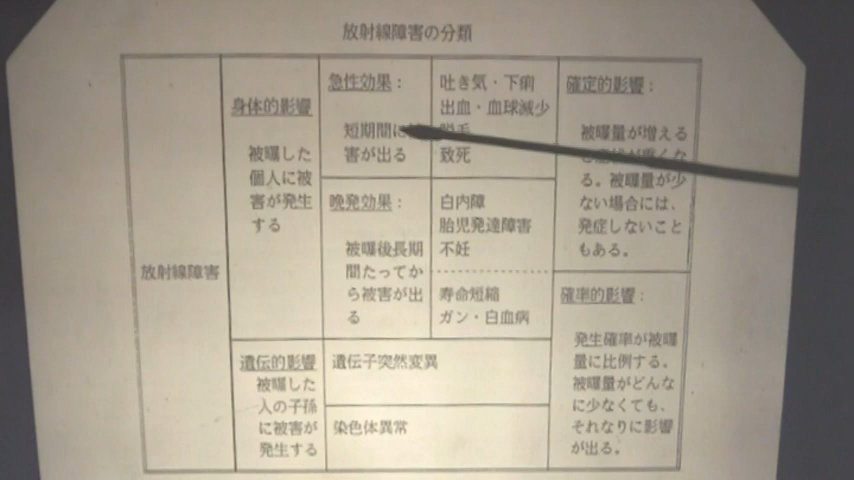 放射線障害の分類
放射線障害
身体的影響
被曝した
個人に被
害が発生
する
急性効果：
短期間に
害が出る
吐き気・下痢
出血・血球減少
脱毛
致死
晩発効果：
被曝後長期
間たってか
ら被害が出
る
白内障
胎児発達障害
不妊
寿命短縮
ガン・白血病
遺伝的影響
被曝した
人の子孫
に被害が
発生する
遺伝子突然変異
染色体異常
確定的影響：
被曝量が増える
る。被曝量が少
ない場合には、
発症しないこと
もある。
確率的影響：
発生確率が被曝
量に比例する。
被曝量がどんな
に少なくても、
それなりに影響
が出る。